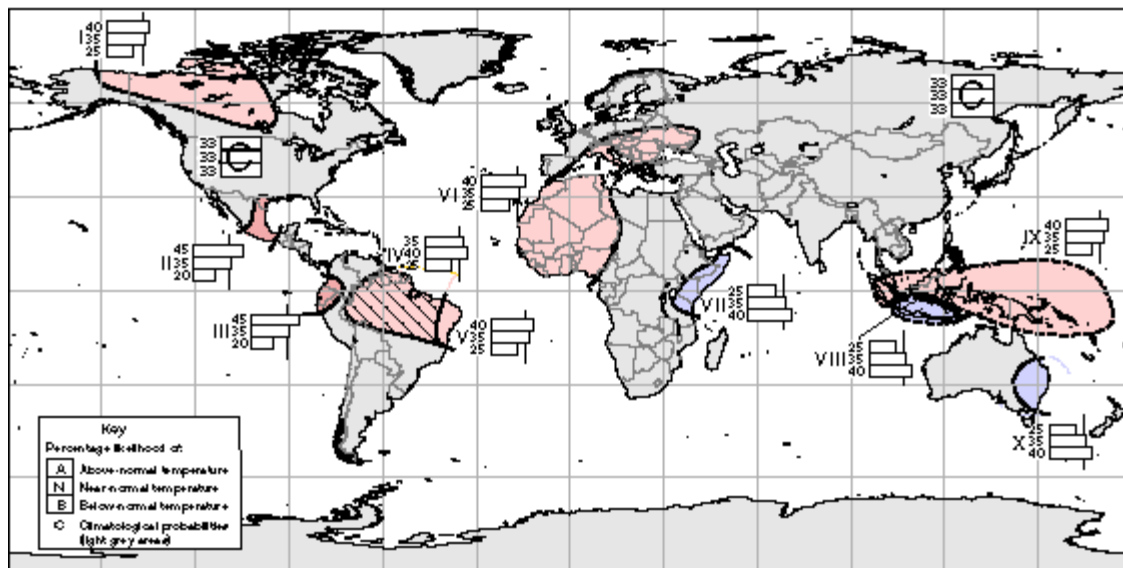 I 40
35
25
33
33
33 C
33
33
33 C
VI 40
35
25
II 45
35
20
IV 35
40
25
IX 40
35
25
III 45
35
20
V 40
35
25
VII 25
35
40
VIII 25
35
40
X 25
35
40
Key
Percentage likelihood of:
A Above-normal temperature
N Near-normal temperature
B Below-normal temperature
C Climatological probabilities
(light grey areas)